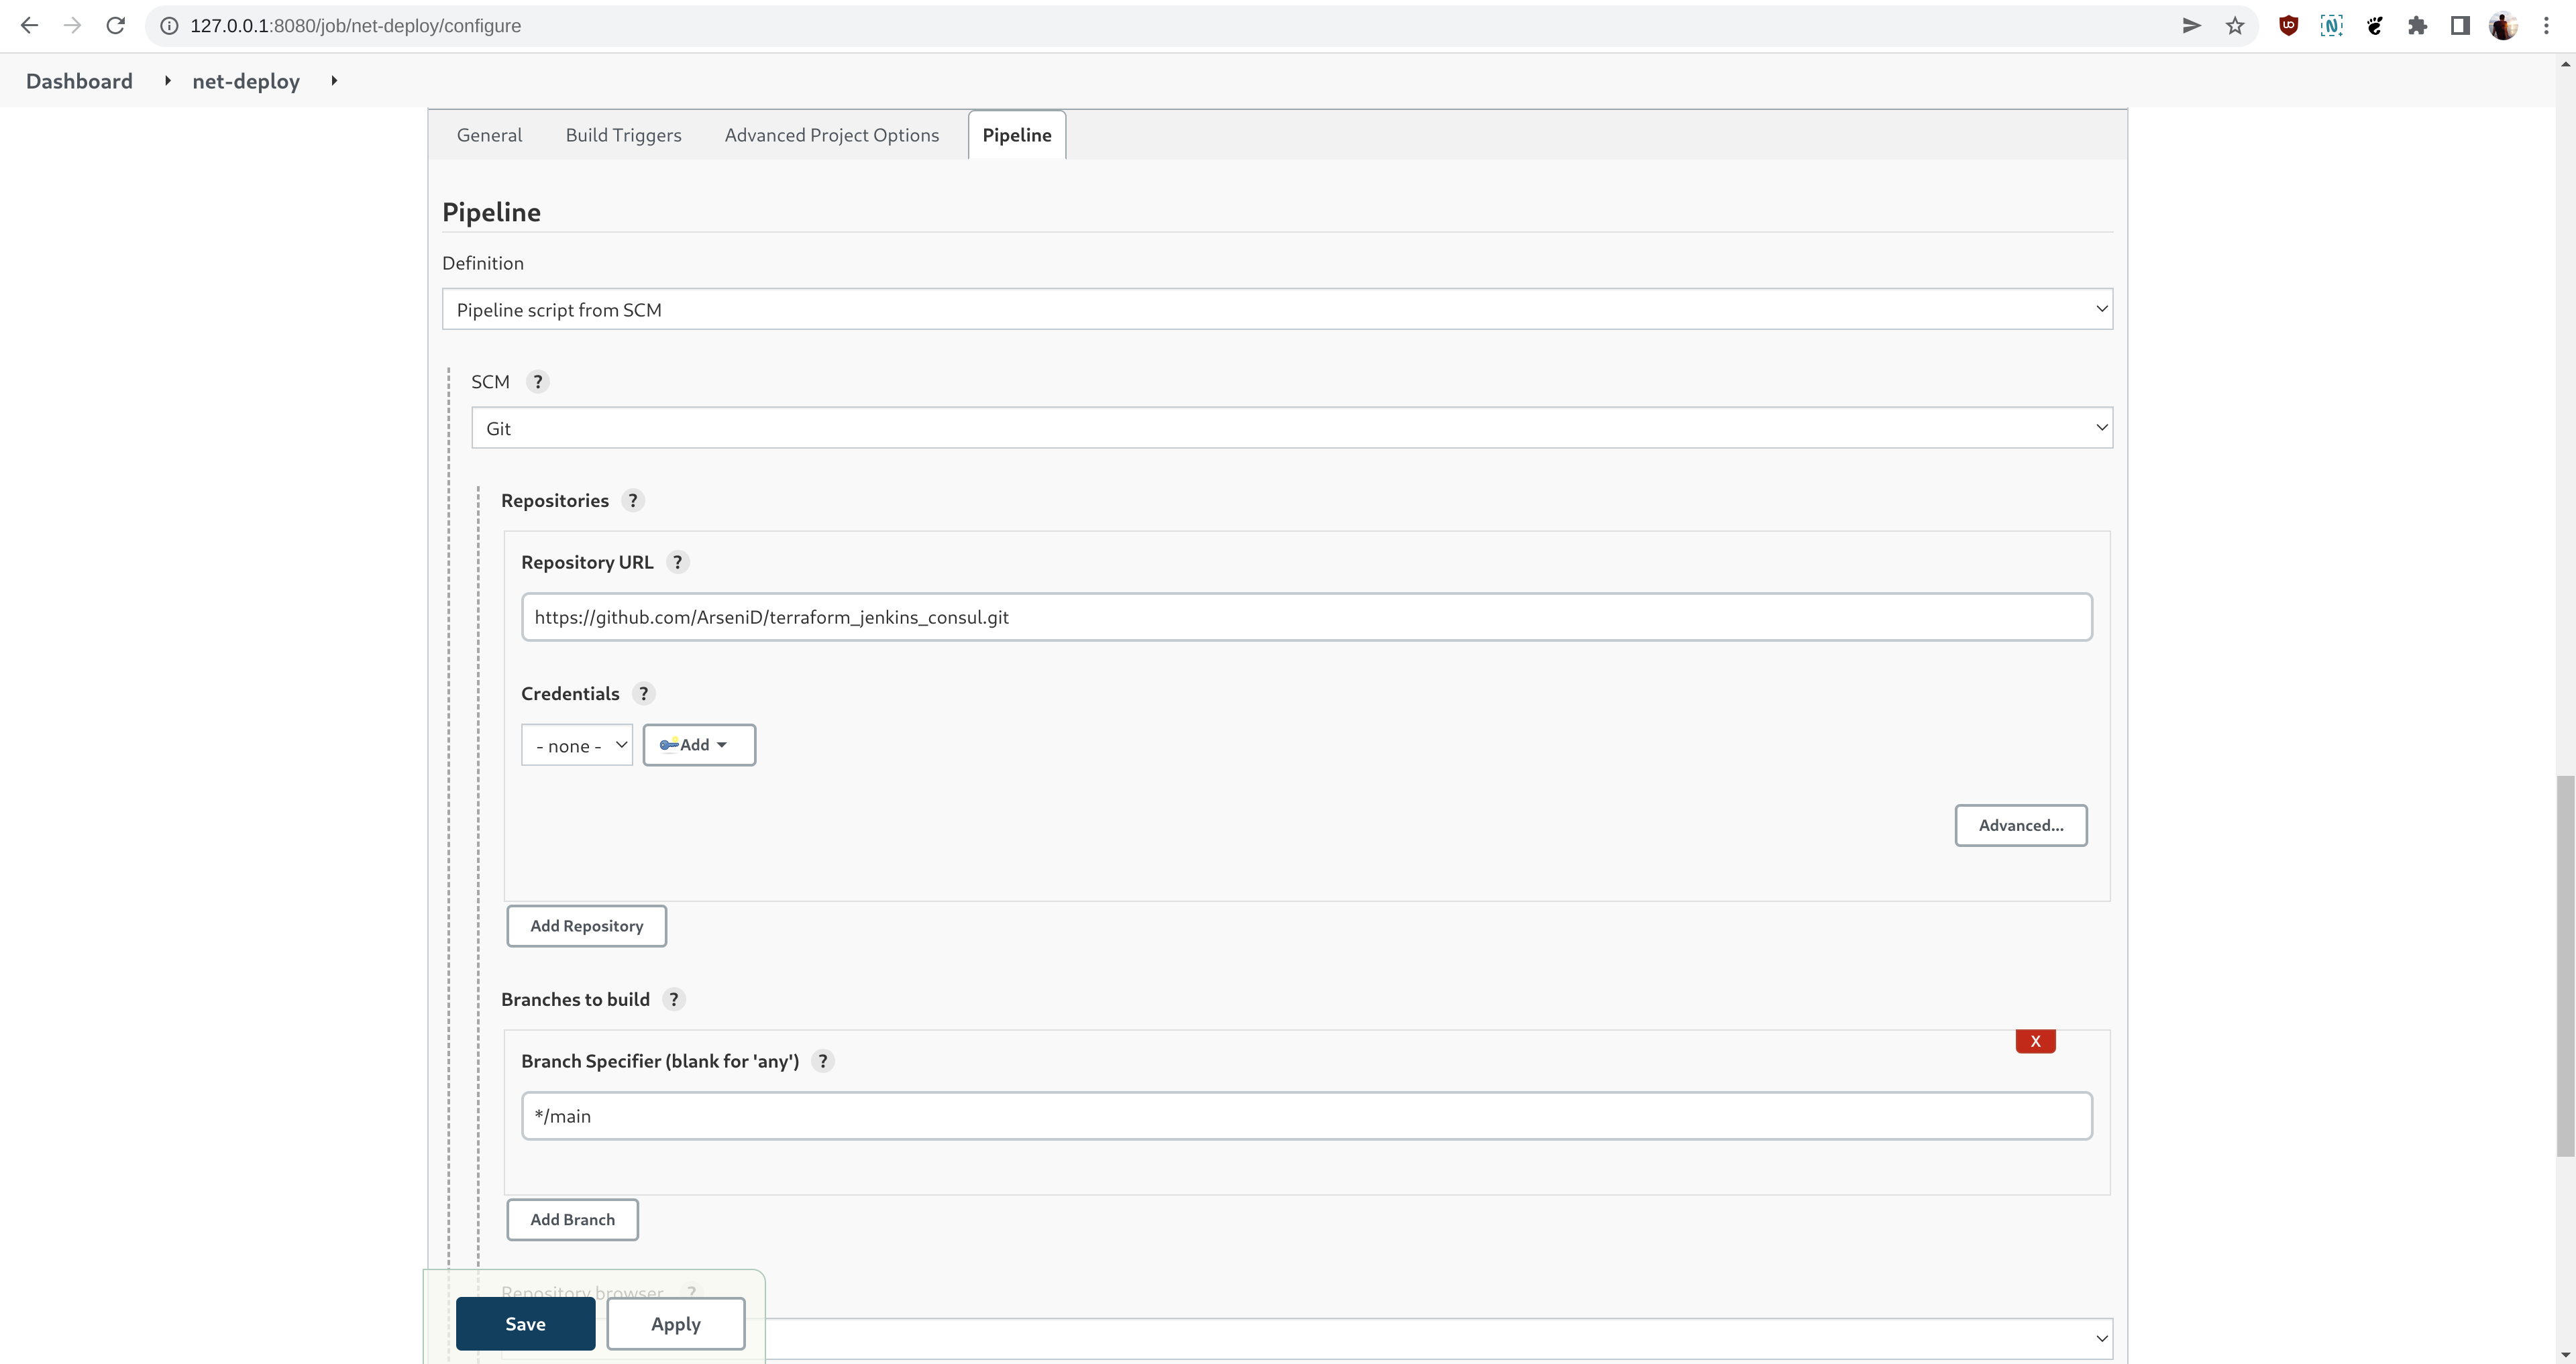 127.0.0.1:8080/job/net-deploy/configure
Dashboard net-deploy
General Build Triggers Advanced Project Options Pipeline
Pipeline
Definition
Pipeline script from SCM
SCM ?
Git
Repositories ?
Repository URL ?
https://github.com/ArseniD/terraform_jenkins_consul.git
Credentials ?
- none - Add
Advanced...
Add Repository
Branches to build ?
X
Branch Specifier (blank for 'any') ?
*/main
Add Branch
Repository browser ?
Save Apply